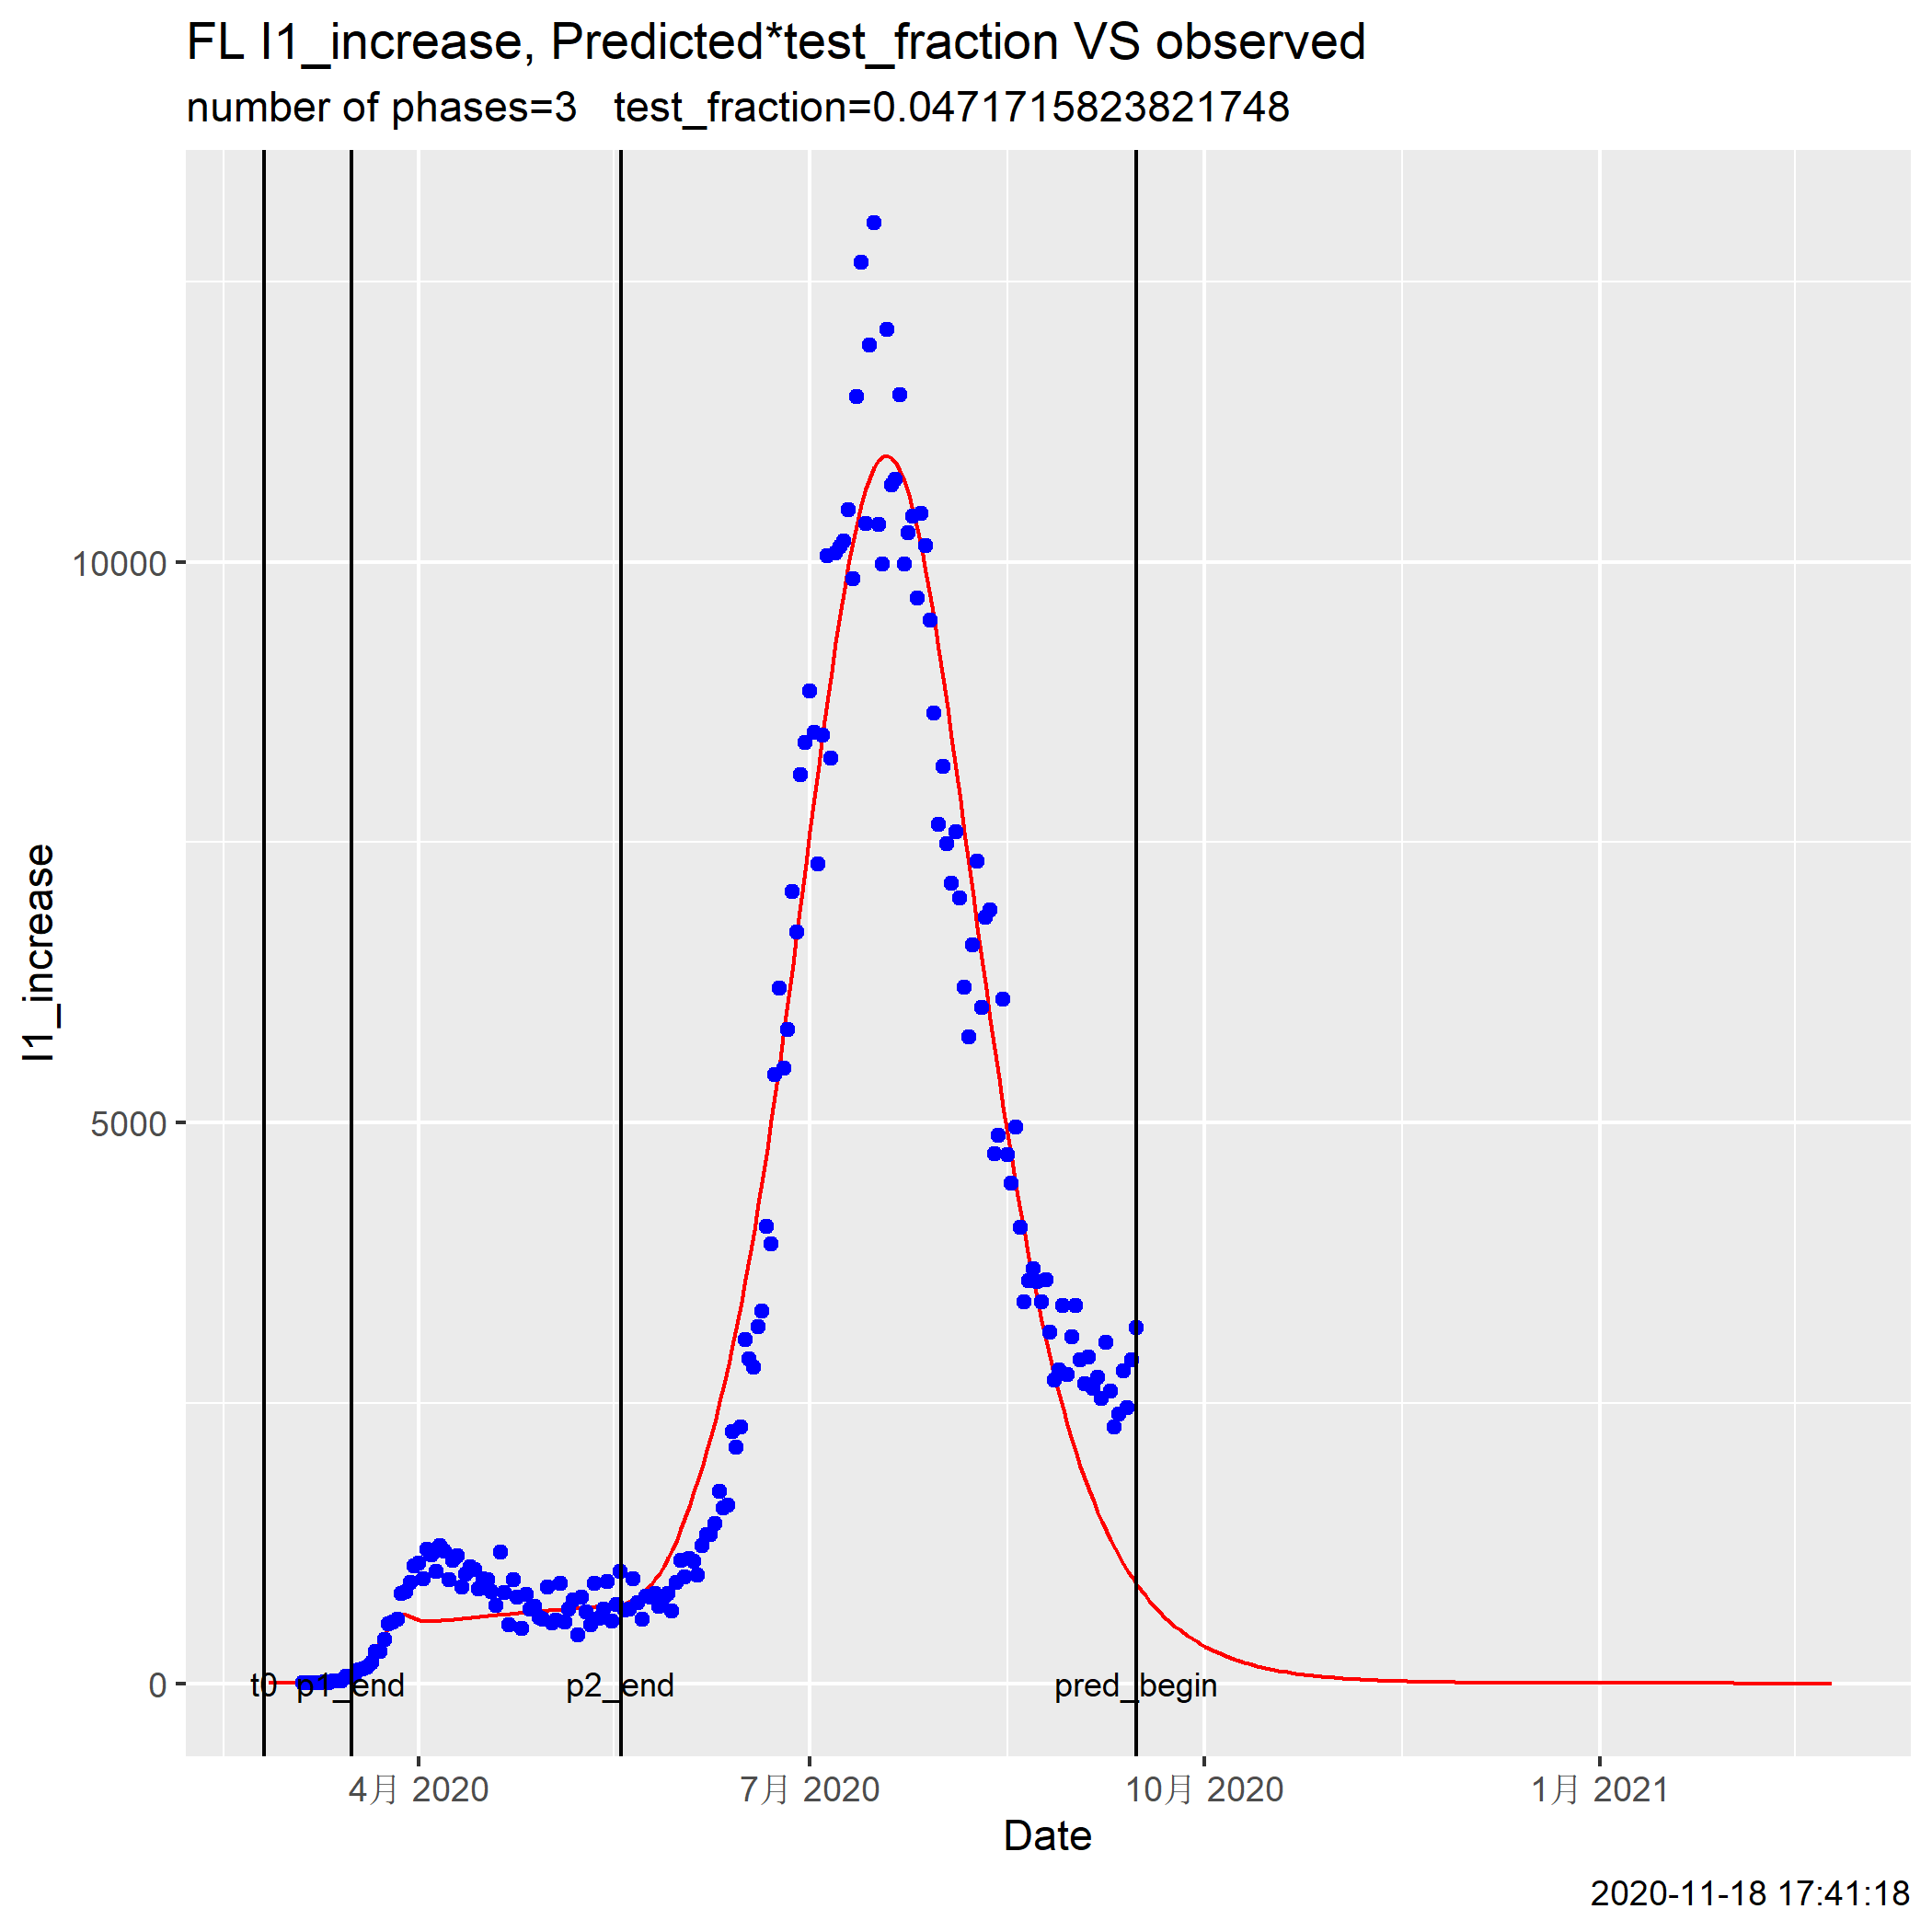 FL I1_increase, Predicted*test_fraction VS observed
number of phases=3 test_fraction=0.0471715823821748
I1_increase
10000
5000
0
t0 p1_end p2_end pred_begin
4月 2020 7月 2020 10月 2020 1月 2021
Date
2020-11-18 17:41:18